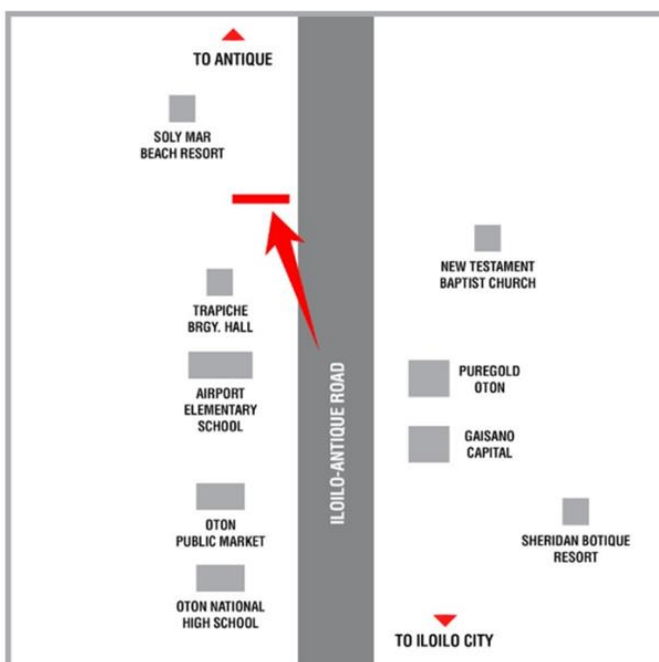 TO ANTIQUE
SOLY MAR
BEACH RESORT
NEW TESTAMENT
BAPTIST CHURCH
TRAPICHE
BRGY. HALL
ILOILO-ANTIQUE ROAD
PUREGOLD
OTON
AIRPORT
ELEMENTARY
SCHOOL
GAISANO
CAPITAL
OTON
PUBLIC MARKET
SHERIDAN BOTIQUE
RESORT
OTON NATIONAL
HIGH SCHOOL
TO ILOILO CITY